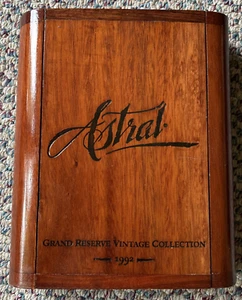 Astral
GRAND RESERVE VINTAGE COLLECTION
1992